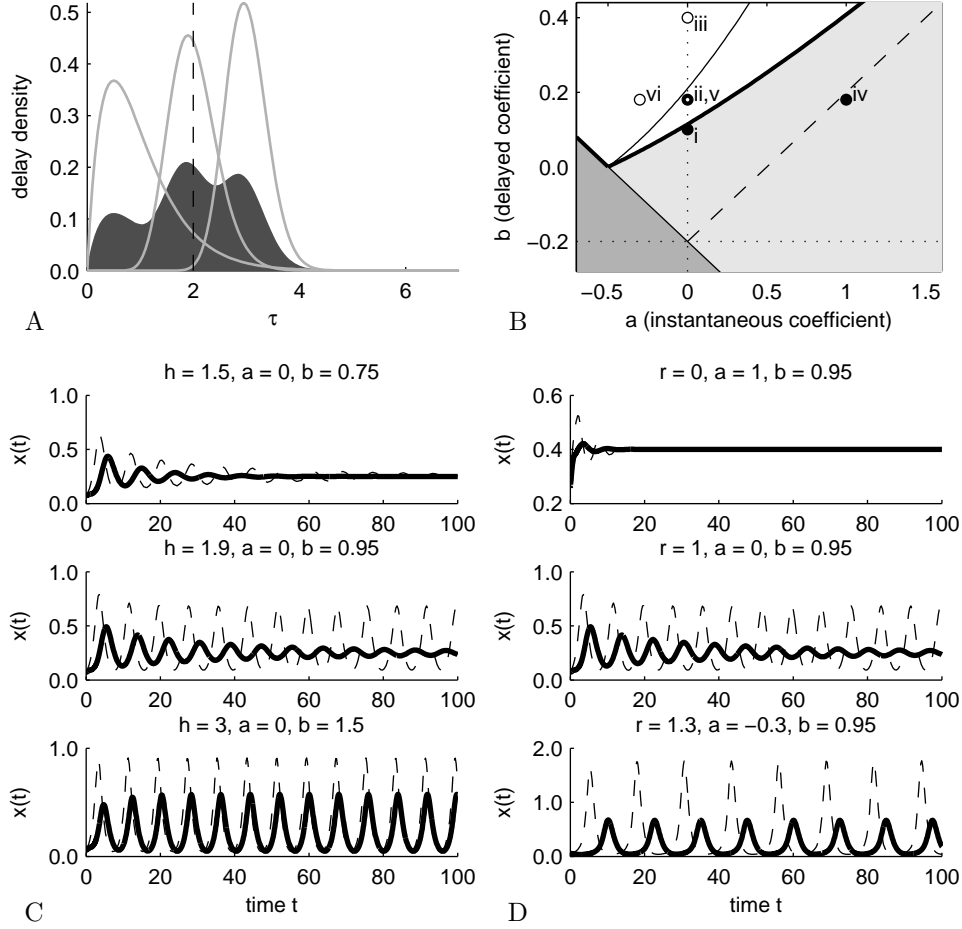 0.5
0.4
0.3
0.2
0.1
0.0
delay density
0 2 4 6
τ
A
0.4
0.2
0.0
−0.2
b (delayed coefficient)
iii
vi
ii,v
iv
i
−0.5 0 0.5 1 1.5
a (instantaneous coefficient)
B
h = 1.5, a = 0, b = 0.75
1.0
0.5
0.0
x(t)
0 20 40 60 80 100
h = 1.9, a = 0, b = 0.95
1.0
0.5
0.0
x(t)
0 20 40 60 80 100
h = 3, a = 0, b = 1.5
1.0
0.5
0.0
x(t)
0 20 40 60 80 100
time t
C
r = 0, a = 1, b = 0.95
0.6
0.4
0.2
x(t)
0 20 40 60 80 100
r = 1, a = 0, b = 0.95
1.0
0.5
0.0
x(t)
0 20 40 60 80 100
r = 1.3, a = −0.3, b = 0.95
2.0
1.0
0.0
x(t)
0 20 40 60 80 100
time t
D